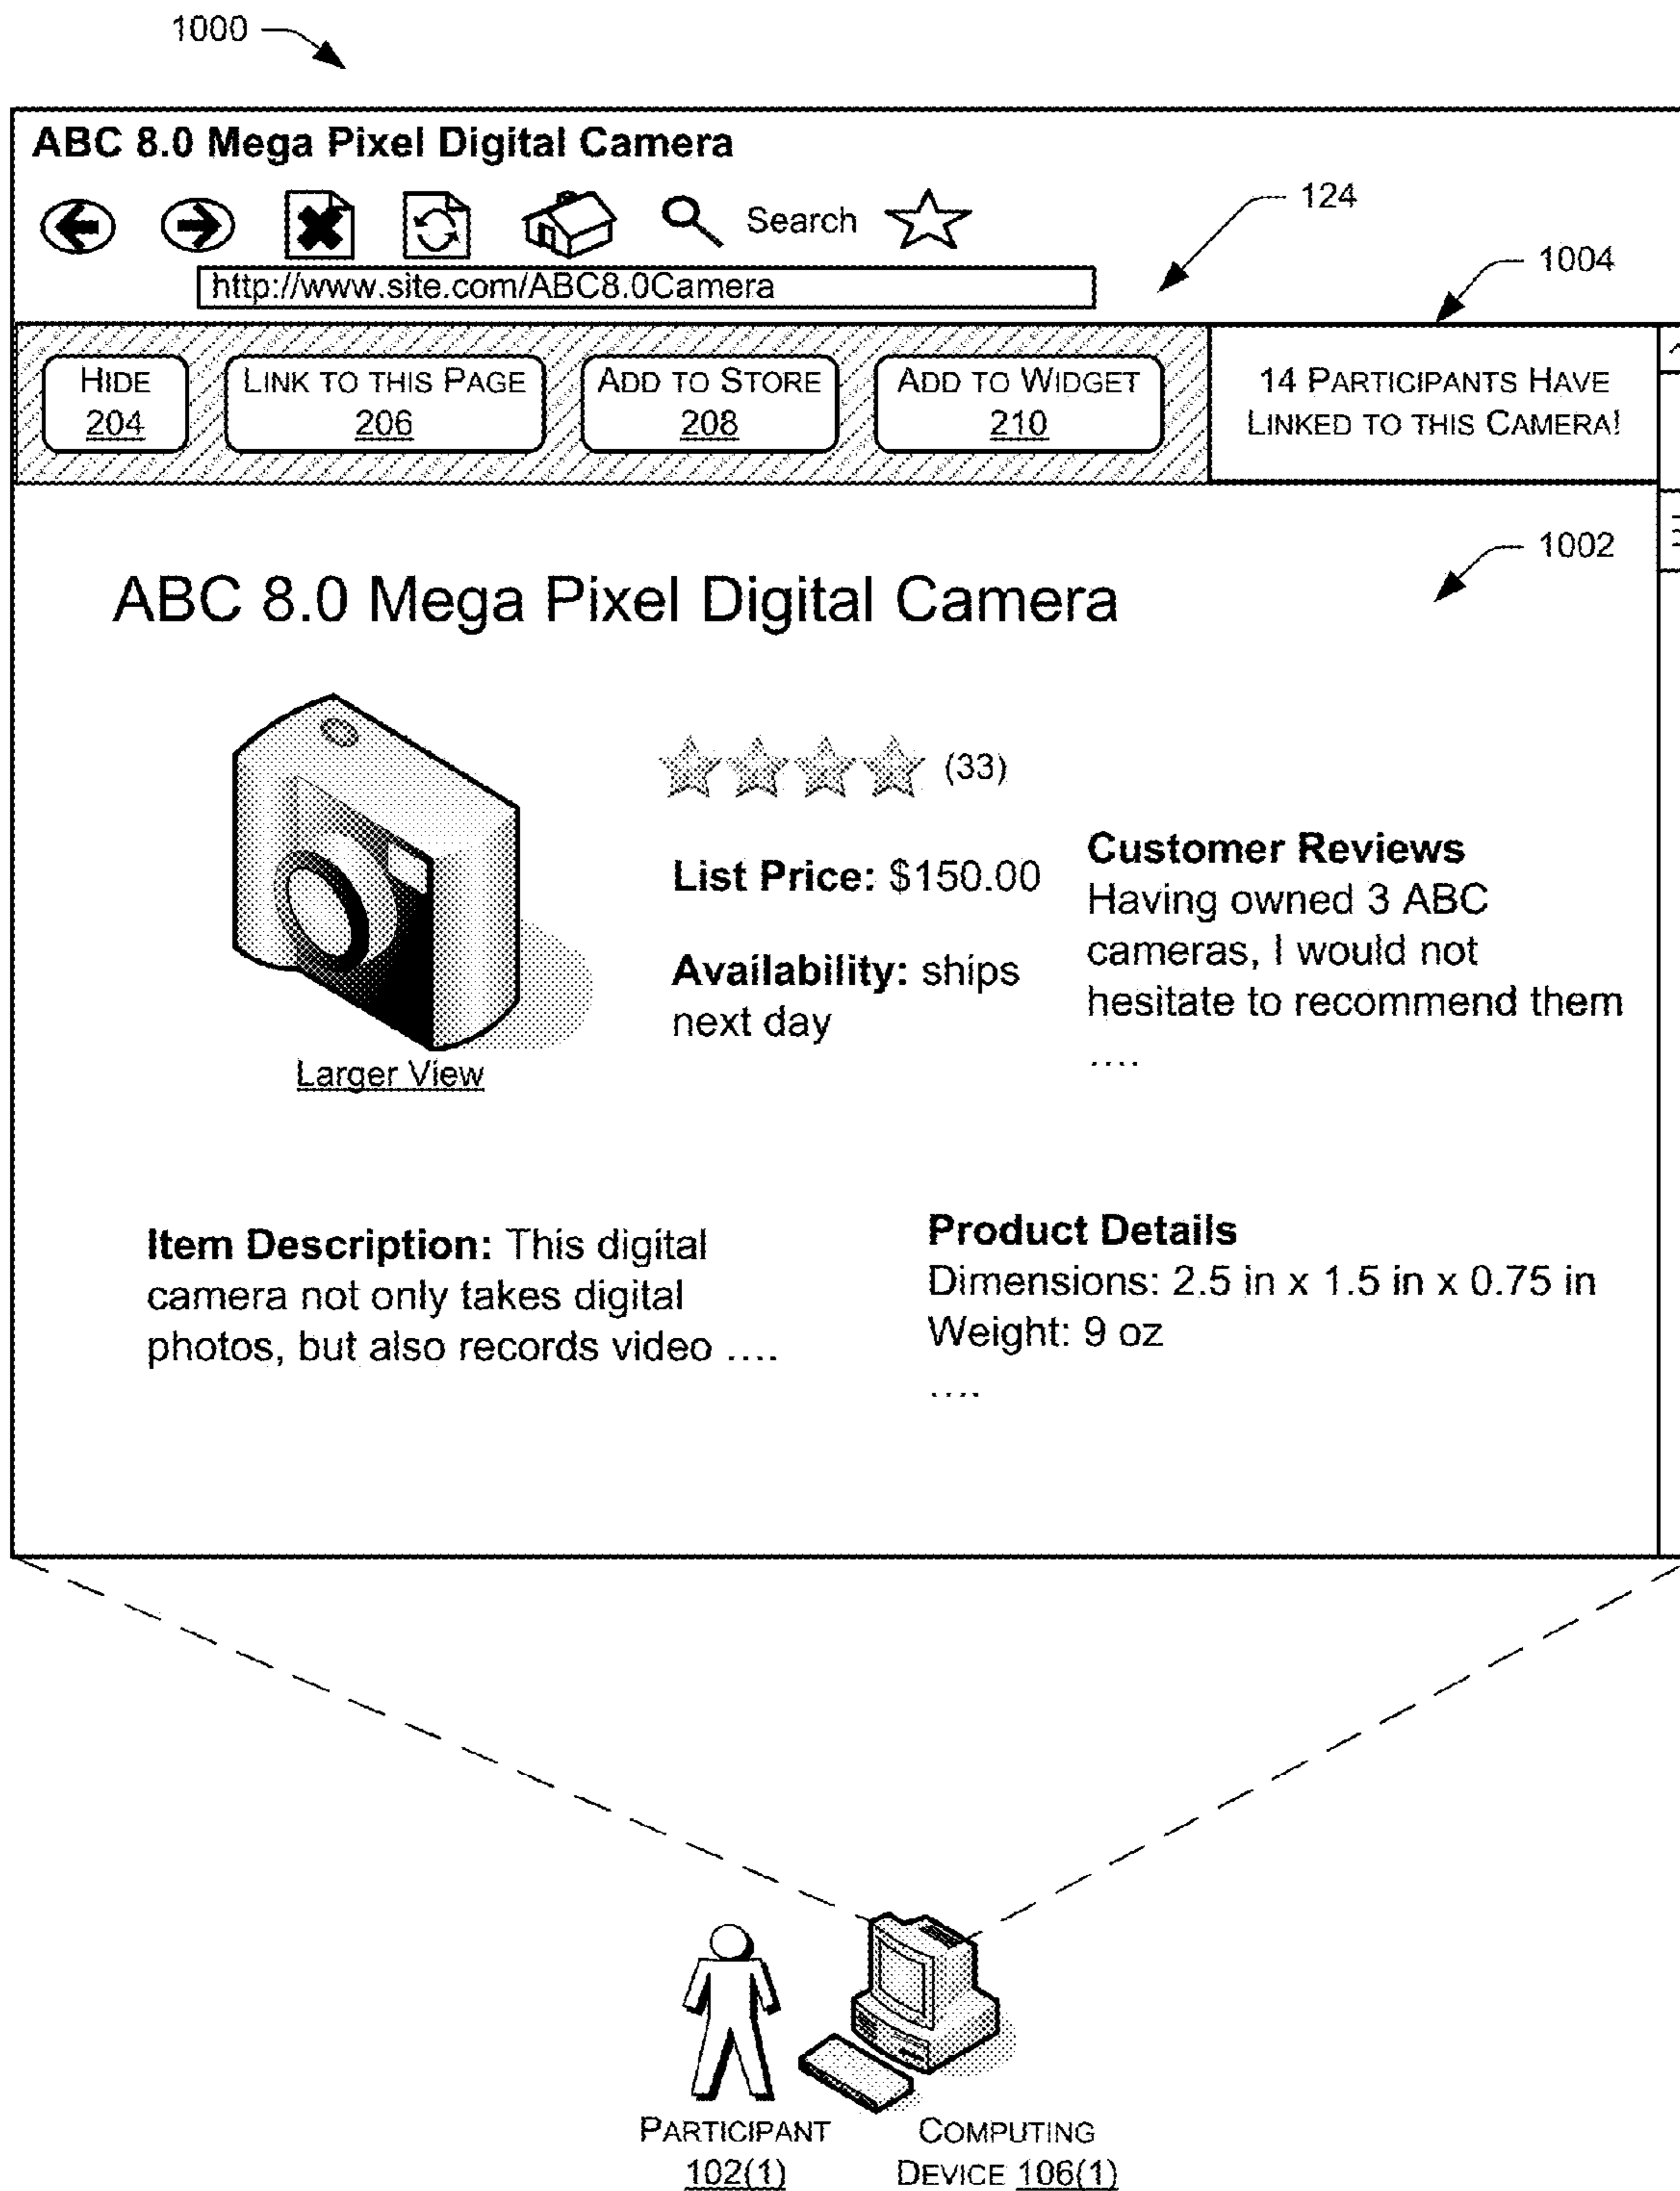 1000
ABC 8.0 Mega Pixel Digital Camera
Search
124
http://www.site.com/ABC8.0Camera
1004
HIDE
204
LINK TO THIS PAGE
206
ADD TO STORE
208
ADD TO WIDGET
210
14 PARTICIPANTS HAVE
LINKED TO THIS CAMERA!
1002
ABC 8.0 Mega Pixel Digital Camera
(33)
List Price: $150.00
Availability: ships
next day
Customer Reviews
Having owned 3 ABC
cameras, I would not
hesitate to recommend them
....
Larger View
Item Description: This digital
camera not only takes digital
photos, but also records video ....
Product Details
Dimensions: 2.5 in x 1.5 in x 0.75 in
Weight: 9 oz
....
PARTICIPANT
102(1)
COMPUTING
DEVICE 106(1)